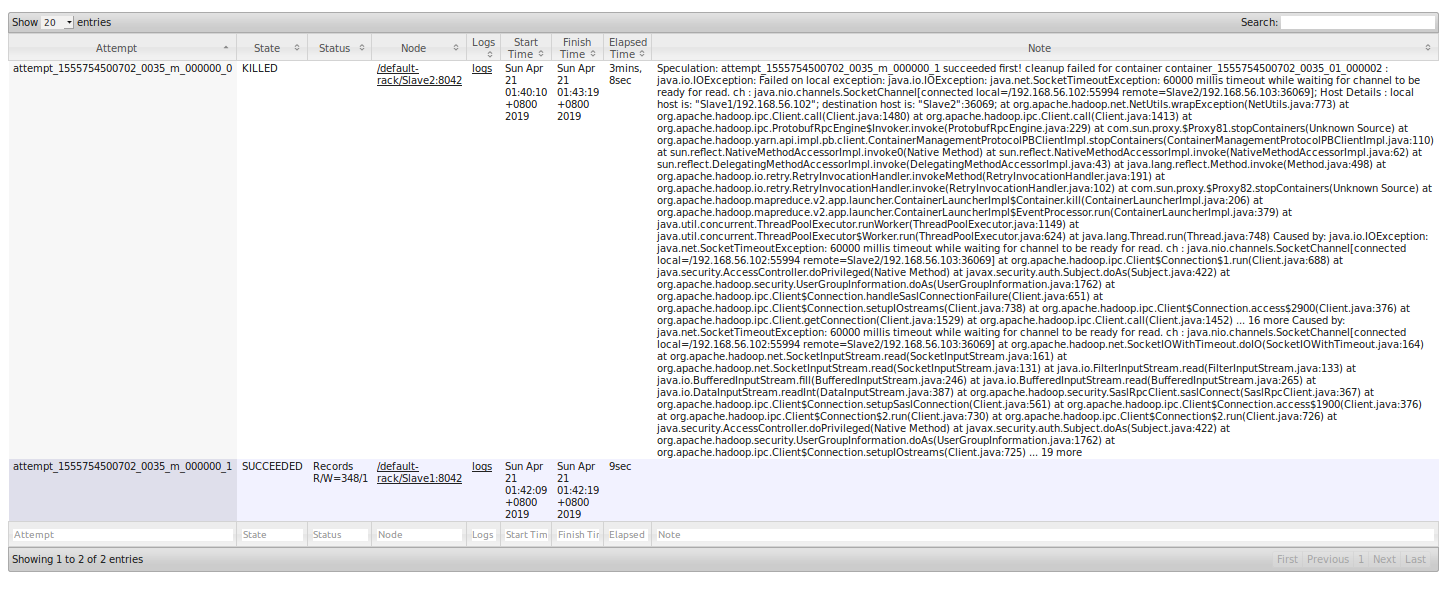 Show 20 entries
Search:
Attempt State Status Node Logs Start Time Finish Time Elapsed Time Note
attempt_1555754500702_0035_m_000000_0
KILLED
/default-
rack/Slave2:8042
logs
Sun Apr
21
01:40:10
+0800
2019
Sun Apr
21
01:43:19
+0800
2019
3mins,
8sec
Speculation: attempt_1555754500702_0035_m_000000_1 succeeded first! cleanup failed for container container_1555754500702_0035_01_000002 :
java.io.IOException: Failed on local exception: java.io.IOException: java.net.SocketTimeoutException: 60000 millis timeout while waiting for channel to be
ready for read. ch : java.nio.channels.SocketChannel[connected local=/192.168.56.102:55994 remote=Slave2/192.168.56.103:36069]; Host Details : local
host is: "Slave1/192.168.56.102"; destination host is: "Slave2":36069; at org.apache.hadoop.net.NetUtils.wrapException(NetUtils.java:773) at
org.apache.hadoop.ipc.Client.call(Client.java:1480) at org.apache.hadoop.ipc.Client.call(Client.java:1413) at
org.apache.hadoop.ipc.ProtobufRpcEngine$Invoker.invoke(ProtobufRpcEngine.java:229) at com.sun.proxy.$Proxy81.stopContainers(Unknown Source) at
org.apache.hadoop.yarn.api.impl.pb.client.ContainerManagementProtocolPBClientImpl.stopContainers(ContainerManagementProtocolPBClientImpl.java:110)
at sun.reflect.NativeMethodAccessorImpl.invoke0(Native Method) at sun.reflect.NativeMethodAccessorImpl.invoke(NativeMethodAccessorImpl.java:62) at
sun.reflect.DelegatingMethodAccessorImpl.invoke(DelegatingMethodAccessorImpl.java:43) at java.lang.reflect.Method.invoke(Method.java:498) at
org.apache.hadoop.io.retry.RetryInvocationHandler.invokeMethod(RetryInvocationHandler.java:191) at
org.apache.hadoop.io.retry.RetryInvocationHandler.invoke(RetryInvocationHandler.java:102) at com.sun.proxy.$Proxy82.stopContainers(Unknown Source) at
org.apache.hadoop.mapreduce.v2.app.launcher.ContainerLauncherImpl$Container.kill(ContainerLauncherImpl.java:206) at
org.apache.hadoop.mapreduce.v2.app.launcher.ContainerLauncherImpl$EventProcessor.run(ContainerLauncherImpl.java:379) at
java.util.concurrent.ThreadPoolExecutor.runWorker(ThreadPoolExecutor.java:1149) at
java.util.concurrent.ThreadPoolExecutor$Worker.run(ThreadPoolExecutor.java:624) at java.lang.Thread.run(Thread.java:748) Caused by: java.io.IOException:
java.net.SocketTimeoutException: 60000 millis timeout while waiting for channel to be ready for read. ch : java.nio.channels.SocketChannel[connected
local=/192.168.56.102:55994 remote=Slave2/192.168.56.103:36069] at org.apache.hadoop.ipc.Client$Connection$1.run(Client.java:688) at
java.security.AccessController.doPrivileged(Native Method) at javax.security.auth.Subject.doAs(Subject.java:422) at
org.apache.hadoop.security.UserGroupInformation.doAs(UserGroupInformation.java:1762) at
org.apache.hadoop.ipc.Client$Connection.handleSaslConnectionFailure(Client.java:651) at
org.apache.hadoop.ipc.Client$Connection.setupIOstreams(Client.java:738) at org.apache.hadoop.ipc.Client$Connection.access$2900(Client.java:376) at
org.apache.hadoop.ipc.Client.getConnection(Client.java:1529) at org.apache.hadoop.ipc.Client.call(Client.java:1452) ... 16 more Caused by:
java.net.SocketTimeoutException: 60000 millis timeout while waiting for channel to be ready for read. ch : java.nio.channels.SocketChannel[connected
local=/192.168.56.102:55994 remote=Slave2/192.168.56.103:36069] at org.apache.hadoop.net.SocketIOWithTimeout.doIO(SocketIOWithTimeout.java:164)
at org.apache.hadoop.net.SocketInputStream.read(SocketInputStream.java:161) at
org.apache.hadoop.net.SocketInputStream.read(SocketInputStream.java:131) at java.io.FilterInputStream.read(FilterInputStream.java:133) at
java.io.BufferedInputStream.fill(BufferedInputStream.java:246) at java.io.BufferedInputStream.read(BufferedInputStream.java:265) at
java.io.DataInputStream.readInt(DataInputStream.java:387) at org.apache.hadoop.security.SaslRpcClient.saslConnect(SaslRpcClient.java:367) at
org.apache.hadoop.ipc.Client$Connection.setupSaslConnection(Client.java:561) at org.apache.hadoop.ipc.Client$Connection.access$1900(Client.java:376)
at org.apache.hadoop.ipc.Client$Connection$2.run(Client.java:730) at org.apache.hadoop.ipc.Client$Connection$2.run(Client.java:726) at
java.security.AccessController.doPrivileged(Native Method) at javax.security.auth.Subject.doAs(Subject.java:422) at
org.apache.hadoop.security.UserGroupInformation.doAs(UserGroupInformation.java:1762) at
org.apache.hadoop.ipc.Client$Connection.setupIOstreams(Client.java:725) ... 19 more
attempt_1555754500702_0035_m_000000_1
SUCCEEDED
Records
R/W=348/1
/default-
rack/Slave1:8042
logs
Sun Apr
21
01:42:09
+0800
2019
Sun Apr
21
01:42:19
+0800
2019
9sec
Attempt State Status Node Logs Start Tim Finish Tir Elapsed Note
Showing 1 to 2 of 2 entries
First Previous 1 Next Last